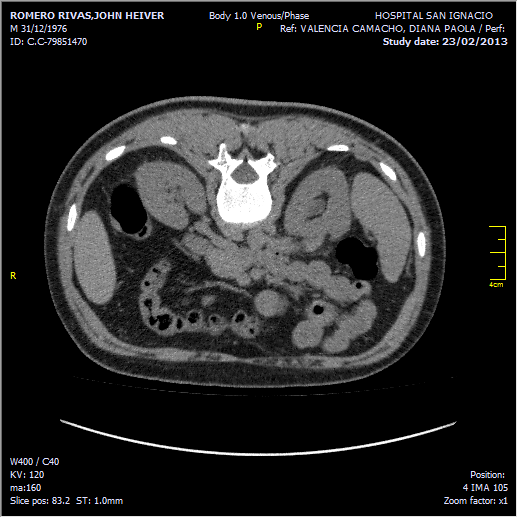 ROMERO RIVAS,JOHN HEIVER
M 31/12/1976
ID: C.C-79851470
Body 1.0 Venous/Phase
P
HOSPITAL SAN IGNACIO
Ref: VALENCIA CAMACHO, DIANA PAOLA / Perf:
Study date: 23/02/2013
R
4cm
W400 / C40
KV: 120
ma:160
Slice pos: 83.2 ST: 1.0mm
Position:
4 IMA 105
Zoom factor: x1